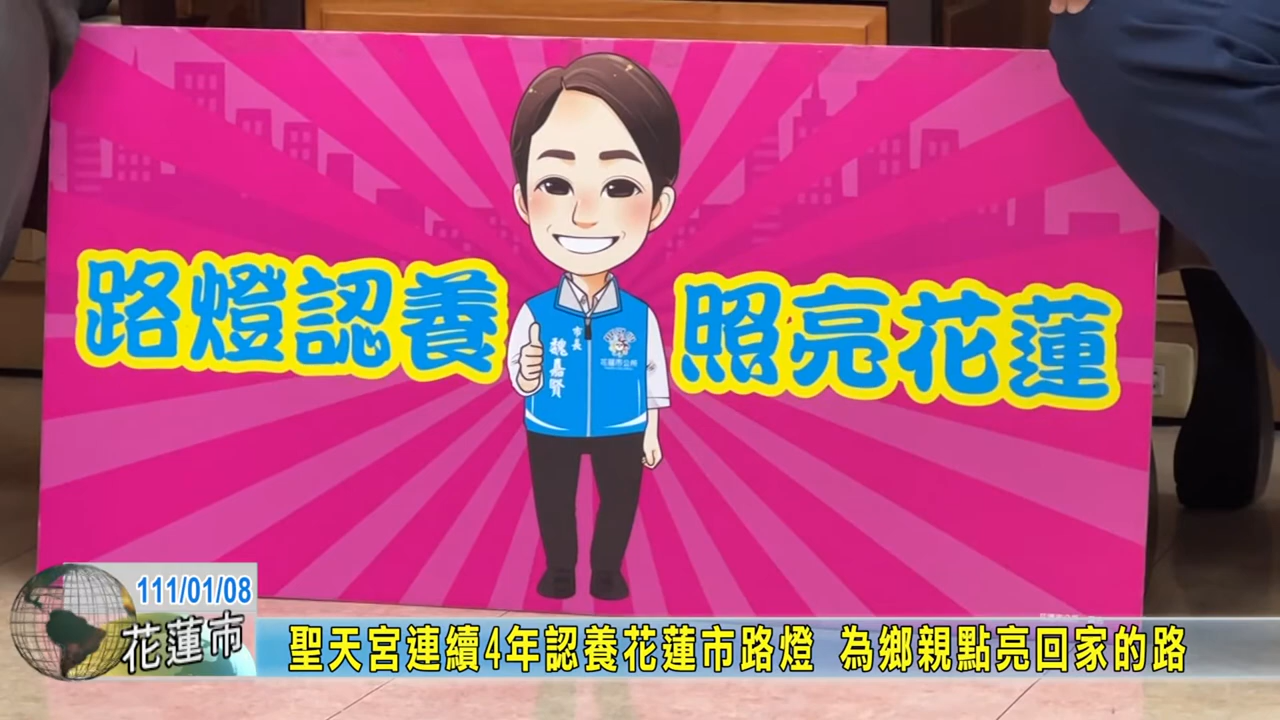 路燈認養
照亮花蓮
市長
魏嘉賢
花蓮市公所
111/01/08
花蓮市
聖天宮連續4年認養花蓮市路燈 為鄉親點亮回家的路